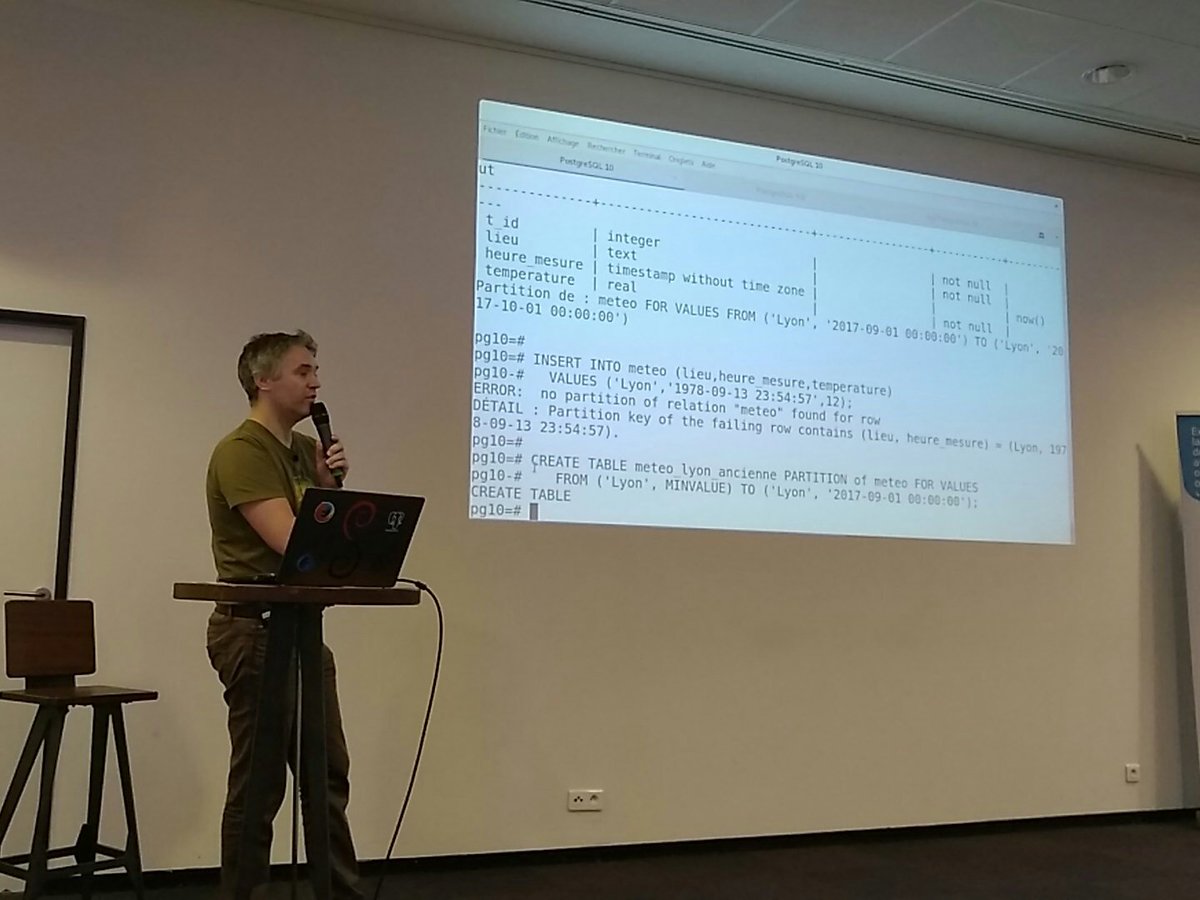 Fichier Édition Affichage Rechercher Terminal Onglets Aide
PostgreSQL 10
PostgreSQL 10
ut
-------------+-----------------------------+---------------+----------+--------
---
t_id | integer | | not null |
lieu | text | | not null |
heure_mesure | timestamp without time zone | | | now()
temperature | real | | not null |
Partition de : meteo FOR VALUES FROM ('Lyon', '2017-09-01 00:00:00') TO ('Lyon', '20
17-10-01 00:00:00')
pg10=#
pg10=# INSERT INTO meteo (lieu,heure_mesure,temperature)
pg10-# VALUES ('Lyon','1978-09-13 23:54:57',12);
ERROR: no partition of relation "meteo" found for row
DÉTAIL : Partition key of the failing row contains (lieu, heure_mesure) = (Lyon, 197
8-09-13 23:54:57).
pg10=#
pg10=# CREATE TABLE meteo_lyon_ancienne PARTITION of meteo FOR VALUES
pg10-# FROM ('Lyon', MINVALUE) TO ('Lyon', '2017-09-01 00:00:00');
CREATE TABLE
pg10=#